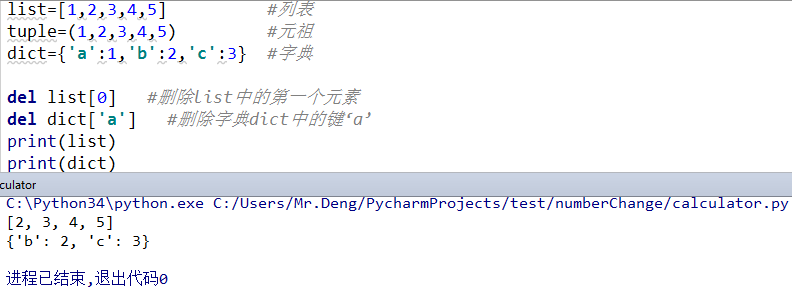 list=[1,2,3,4,5]               #列表
tuple=(1,2,3,4,5)              #元祖
dict={'a':1,'b':2,'c':3}  #字典
del list[0]   #删除list中的第一个元素
del dict['a']   #删除字典dict中的键‘a’
print(list)
print(dict)
culator
C:\Python34\python.exe C:/Users/Mr.Deng/PycharmProjects/test/numberChange/calculator.py
[2, 3, 4, 5]
{'b': 2, 'c': 3}
进程已结束,退出代码0